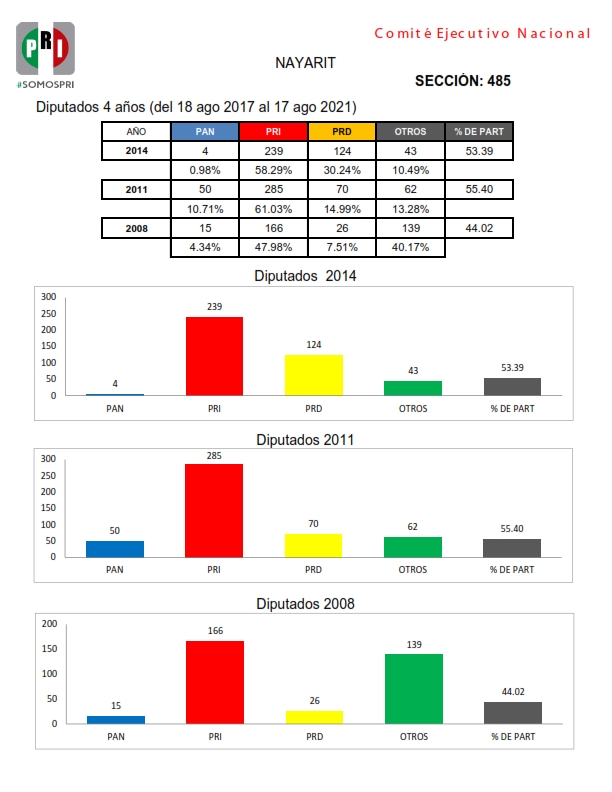 Comité Ejecutivo Nacional
PRI
#SOMOSPRI
NAYARIT
SECCIÓN: 485
Diputados 4 años (del 18 ago 2017 al 17 ago 2021)
AÑO PAN PRI PRD OTROS % DE PART
2014 4 239 124 43 53.39
0.98% 58.29% 30.24% 10.49%
2011 50 285 70 62 55.40
10.71% 61.03% 14.99% 13.28%
2008 15 166 26 139 44.02
4.34% 47.98% 7.51% 40.17%
Diputados 2014
300
250
200
150
100
50
0
4 239 124 43 53.39
PAN PRI PRD OTROS % DE PART
Diputados 2011
300
250
200
150
100
50
0
50 285 70 62 55.40
PAN PRI PRD OTROS % DE PART
Diputados 2008
200
150
100
50
0
15 166 26 139 44.02
PAN PRI PRD OTROS % DE PART